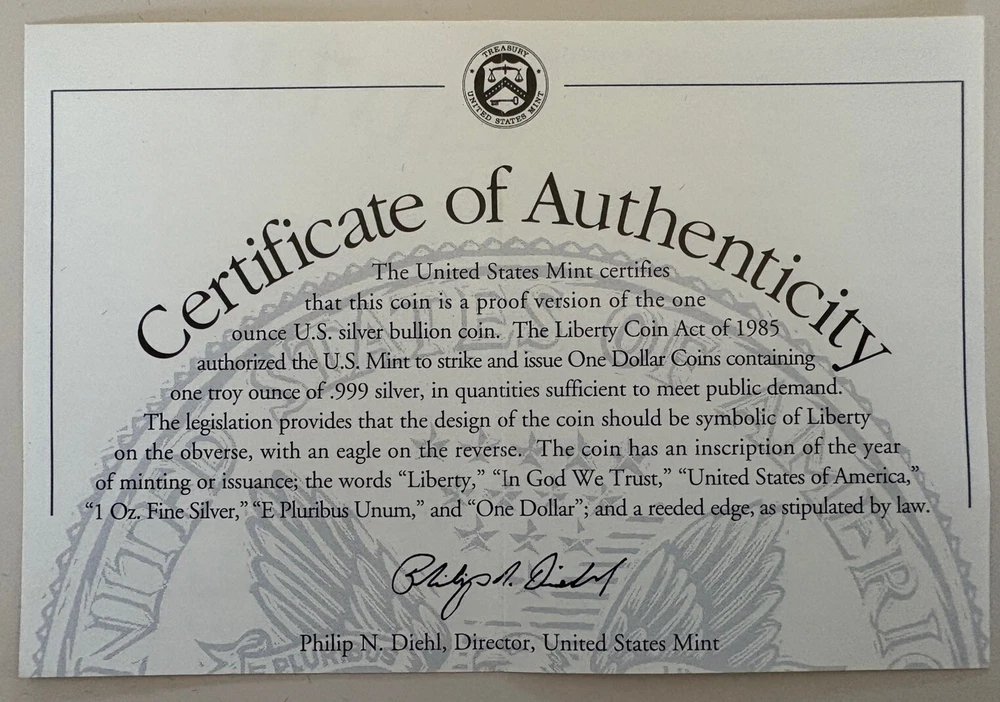 TREASURY
UNITED STATES MINT
Certificate of Authenticity
The United States Mint certifies
that this coin is a proof version of the one
ounce U.S. silver bullion coin. The Liberty Coin Act of 1985
authorized the U.S. Mint to strike and issue One Dollar Coins containing
one troy ounce of .999 silver, in quantities sufficient to meet public demand.
The legislation provides that the design of the coin should be symbolic of Liberty
on the obverse, with an eagle on the reverse. The coin has an inscription of the year
of minting or issuance; the words “Liberty,” “In God We Trust,” “United States of America,”
“1 Oz. Fine Silver,” “E Pluribus Unum,” and “One Dollar”; and a reeded edge, as stipulated by law.
Philip N. Diehl
Philip N. Diehl, Director, United States Mint
UNITED STATES OF AMERIC
E PLURIBUS